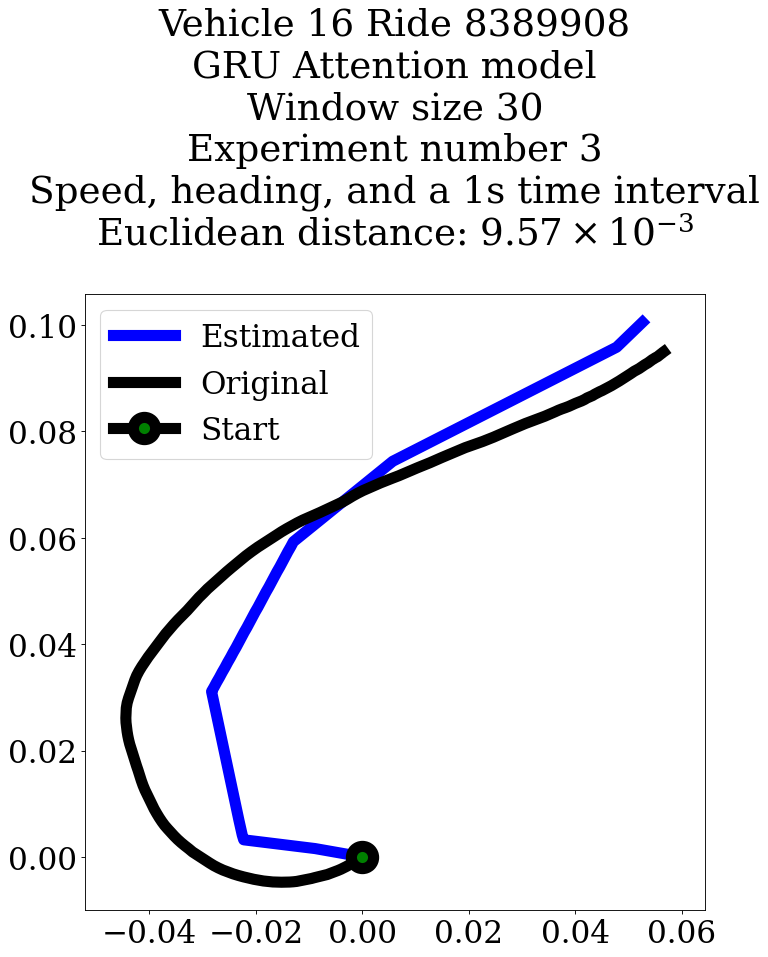 Vehicle 16 Ride 8389908
GRU Attention model
Window size 30
Experiment number 3
Speed, heading, and a 1s time interval
Euclidean distance: 9.57 × 10⁻³
Estimated
Original
Start
0.10
0.08
0.06
0.04
0.02
0.00
−0.04 −0.02 0.00 0.02 0.04 0.06